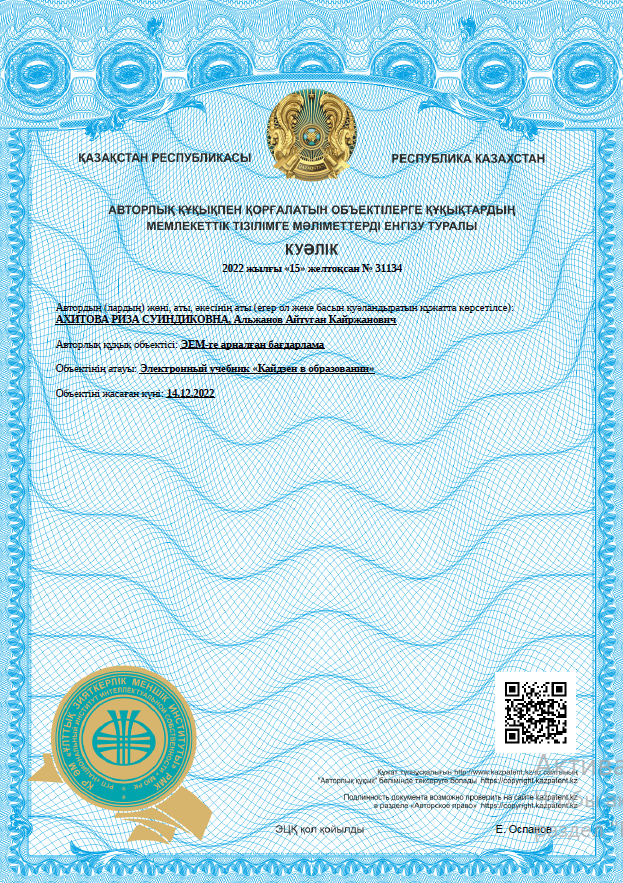 ҚАЗАҚСТАН РЕСПУБЛИКАСЫ
РЕСПУБЛИКА КАЗАХСТАН
АВТОРЛЫҚ ҚҰҚЫҚПЕН ҚОРҒАЛАТЫН ОБЪЕКТІЛЕРГЕ ҚҰҚЫҚТАРДЫҢ
МЕМЛЕКЕТТІК ТІЗІЛІМГЕ МӘЛІМЕТТЕРДІ ЕНГІЗУ ТУРАЛЫ
КУӘЛІК
2022 жылғы «15» желтоқсан № 31134
Автордың (лардың) жөні, аты, әкесінің аты (егер ол жеке басын куәландыратын құжатта көрсетілсе):
АХИТОВА РИЗА СУИНДИКОВНА, Альжанов Айтуган Кайржанович
Авторлық құқық объектісі: ЭЕМ-ге арналған бағдарлама
Объектінің атауы: Электронный учебник «Кайдзен в образовании»
Объектіні жасаған күні: 14.12.2022
Құжат түпнұсқалығын http://www.kazpatent.kz/ru сайтының
"Авторлық құқық" бөлімінде тексеруге болады https://copyright.kazpatent.kz
Подлинность документа возможно проверить на сайте kazpatent.kz
в разделе «Авторское право» https://copyright.kazpatent.kz
ЭЦҚ қол қойылды
Е. Оспанов